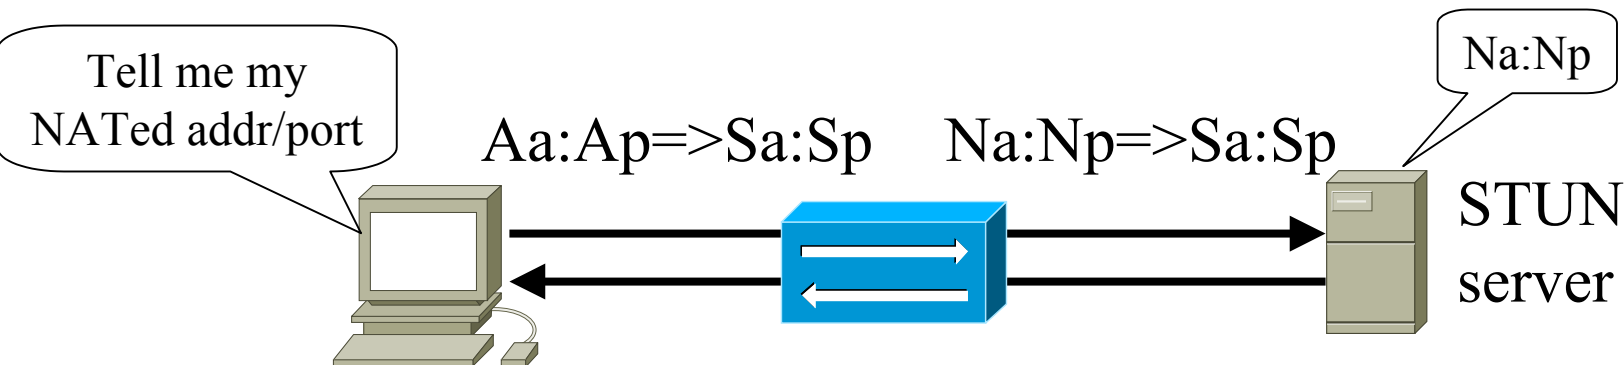 Tell me my
NATed addr/port
Aa:Ap=>Sa:Sp
Na:Np=>Sa:Sp
Na:Np
STUN
server